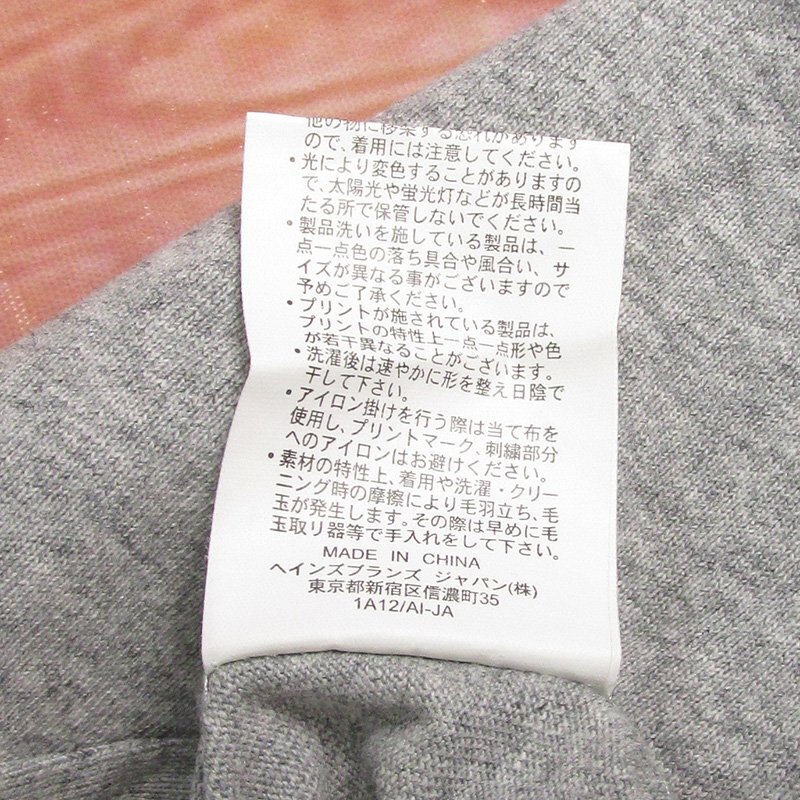 他の物に移染する恐れがあります
ので、着用には注意してください。
・光により変色することがありますの
で、太陽光や蛍光灯などが長時間当
たる所で保管しないでください。
・製品洗いを施している製品は、一
点一点色の落ち具合や風合い、サ
イズが異なる事がございますので
予めご了承ください。
・プリントが施されている製品は、
プリントの特性上一点一点形や色
が若干異なることがございます。
・洗濯後は速やかに形を整え日陰で
干して下さい。
・アイロン掛けを行う際は当て布を
使用し、プリントマーク、刺繍部分
へのアイロンはお避けください。
・素材の特性上、着用や洗濯・クリー
ニング時の摩擦により毛羽立ち、毛
玉が発生します。その際は早めに毛
玉取り器等で手入れをして下さい。
MADE IN CHINA
ヘインズブランズ ジャパン(株)
東京都新宿区信濃町35
1A12/AI-JA